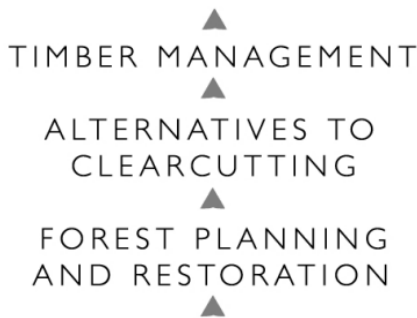 TIMBER MANAGEMENT
ALTERNATIVES TO
CLEARCUTTING
FOREST PLANNING
AND RESTORATION